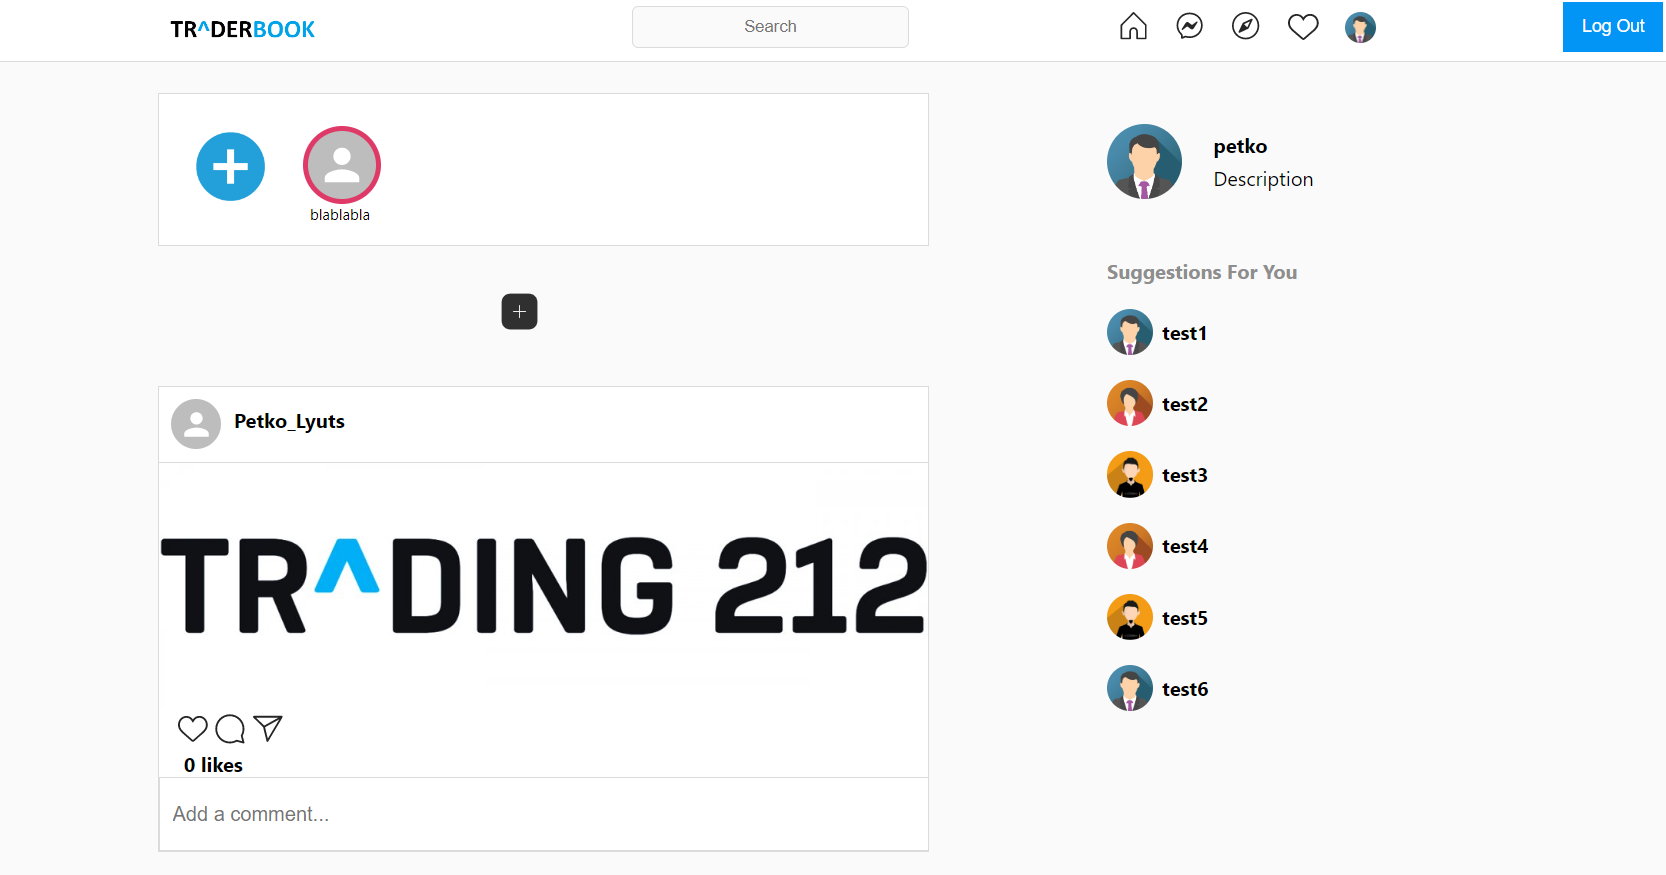 TR^DERBOOK
Search
Log Out
blablabla
petko
Description
Suggestions For You
test1
test2
test3
test4
test5
test6
Petko_Lyuts
TR^DING 212
0 likes
Add a comment...